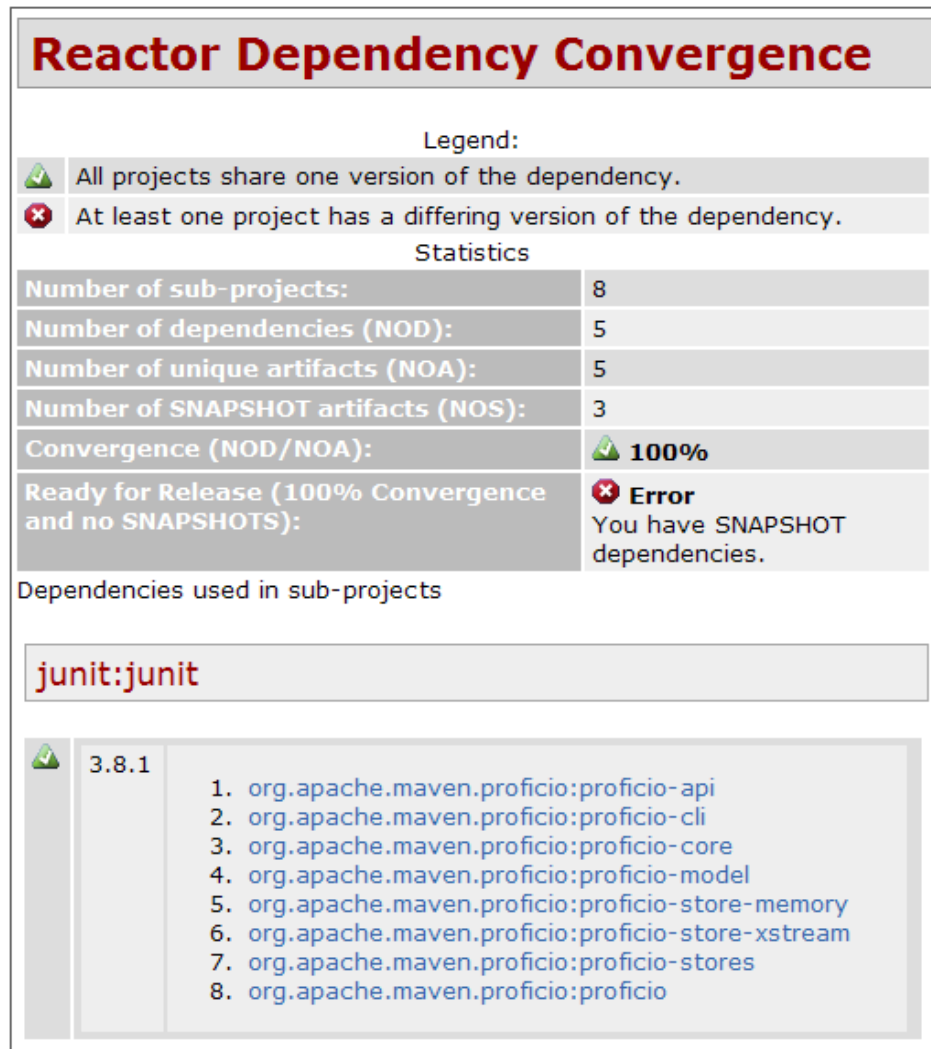 Reactor Dependency Convergence
Legend:
All projects share one version of the dependency.
At least one project has a differing version of the dependency.
Statistics
Number of sub-projects: 8
Number of dependencies (NOD): 5
Number of unique artifacts (NOA): 5
Number of SNAPSHOT artifacts (NOS): 3
Convergence (NOD/NOA): 100%
Ready for Release (100% Convergence
and no SNAPSHOTS):
Error
You have SNAPSHOT
dependencies.
Dependencies used in sub-projects
junit:junit
3.8.1
1. org.apache.maven.proficio:proficio-api
2. org.apache.maven.proficio:proficio-cli
3. org.apache.maven.proficio:proficio-core
4. org.apache.maven.proficio:proficio-model
5. org.apache.maven.proficio:proficio-store-memory
6. org.apache.maven.proficio:proficio-store-xstream
7. org.apache.maven.proficio:proficio-stores
8. org.apache.maven.proficio:proficio